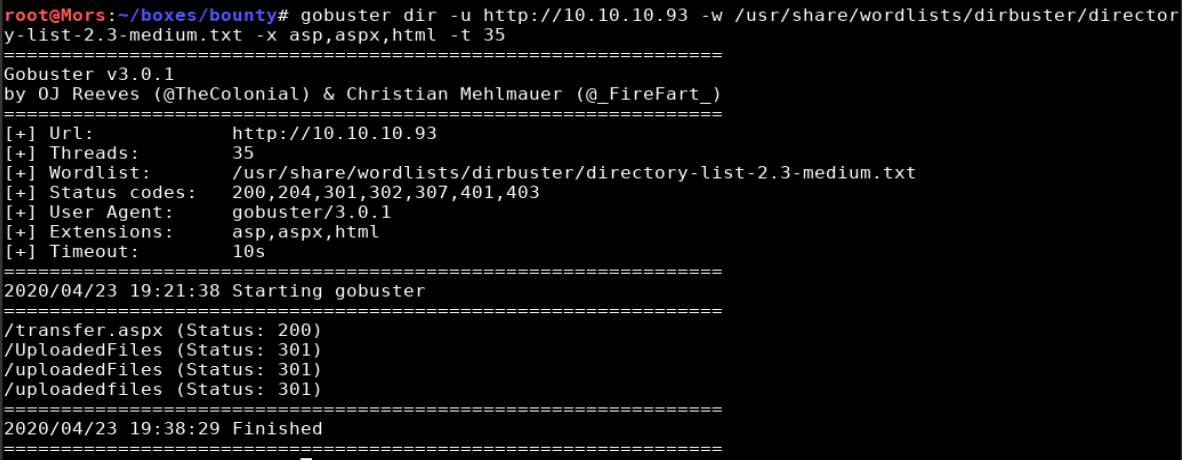 root@Mors:~/boxes/bounty# gobuster dir -u http://10.10.10.93 -w /usr/share/wordlists/dirbuster/director
y-list-2.3-medium.txt -x asp,aspx,html -t 35
===============================================================
Gobuster v3.0.1
by OJ Reeves (@TheColonial) & Christian Mehlmauer (@_FireFart_)
===============================================================
[+] Url:            http://10.10.10.93
[+] Threads:        35
[+] Wordlist:       /usr/share/wordlists/dirbuster/directory-list-2.3-medium.txt
[+] Status codes:   200,204,301,302,307,401,403
[+] User Agent:     gobuster/3.0.1
[+] Extensions:     asp,aspx,html
[+] Timeout:        10s
===============================================================
2020/04/23 19:21:38 Starting gobuster
===============================================================
/transfer.aspx (Status: 200)
/UploadedFiles (Status: 301)
/uploadedFiles (Status: 301)
/uploadedfiles (Status: 301)
===============================================================
2020/04/23 19:38:29 Finished
===============================================================